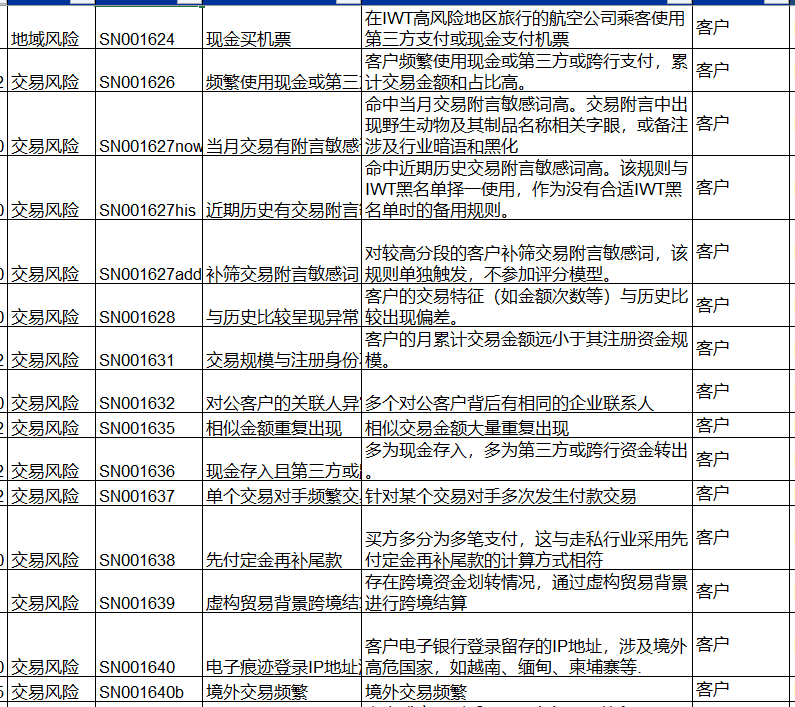 地域风险 SN001624 现金买机票 在IWT高风险地区旅行的航空公司乘客使用 客户
第三方支付或现金支付机票
交易风险 SN001626 频繁使用现金或第三 客户频繁使用现金或第三方或跨行支付，累 客户
计交易金额和占比高。
交易风险 SN001627now 当月交易有附言敏感 命中当月交易附言敏感词高。交易附言中出 客户
现野生动物及其制品名称相关字眼，或备注
涉及行业暗语和黑化
交易风险 SN001627his 近期历史有交易附言 命中近期历史交易附言敏感词高。该规则与 客户
IWT黑名单择一使用，作为没有合适IWT黑
名单时的备用规则。
交易风险 SN001627add 补筛交易附言敏感词 对较高分段的客户补筛交易附言敏感词，该 客户
规则单独触发，不参加评分模型。
交易风险 SN001628 与历史比较呈现异常 客户的交易特征（如金额次数等）与历史比 客户
较出现偏差。
交易风险 SN001631 交易规模与注册身份 客户的月累计交易金额远小于其注册资金规 客户
模。
交易风险 SN001632 对公客户的关联人异 多个对公客户背后有相同的企业联系人 客户
交易风险 SN001635 相似金额重复出现 相似交易金额大量重复出现 客户
交易风险 SN001636 现金存入且第三方或 多为现金存入，多为第三方或跨行资金转出 客户
。
交易风险 SN001637 单个交易对手频繁交 针对某个交易对手多次发生付款交易 客户
交易风险 SN001638 先付定金再补尾款 买方多分为多笔支付，这与走私行业采用先 客户
付定金再补尾款的计算方式相符
交易风险 SN001639 虚构贸易背景跨境结 存在跨境资金划转情况，通过虚构贸易背景 客户
进行跨境结算
交易风险 SN001640 电子痕迹登录IP地址 客户电子银行登录留存的IP地址，涉及境外 客户
高危国家，如越南、缅甸、柬埔寨等.
交易风险 SN001640b 境外交易频繁 境外交易频繁 客户